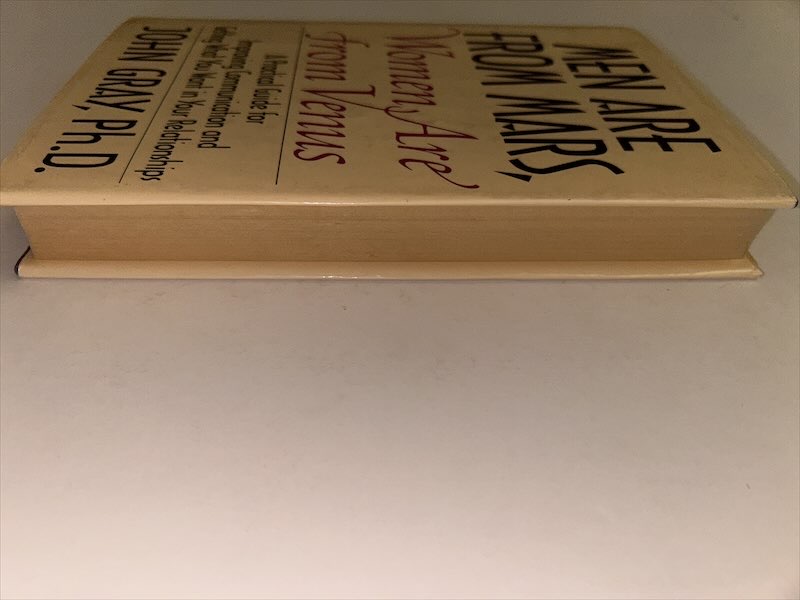 MEN ARE
FROM MARS,
Women Are
from Venus
A Practical Guide for
Improving Communication and
Getting What You Want in Your Relationships
JOHN GRAY, Ph.D.